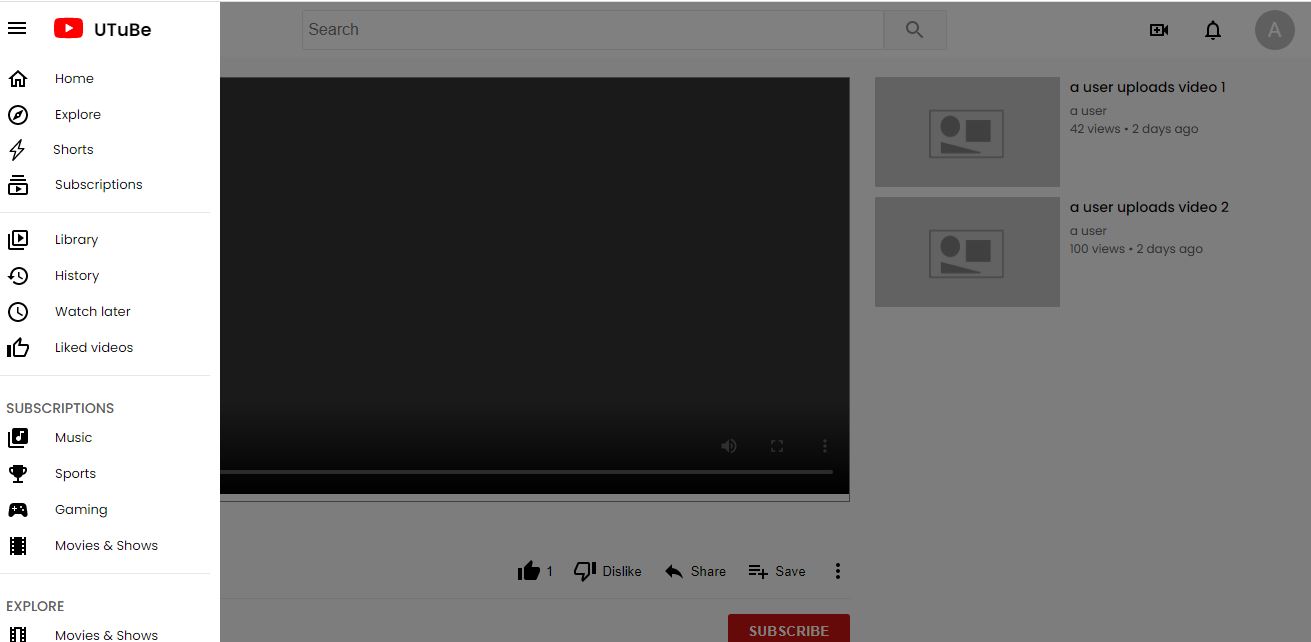 UTuBe
Search
A
Home
Explore
Shorts
Subscriptions
Library
History
Watch later
Liked videos
SUBSCRIPTIONS
Music
Sports
Gaming
Movies & Shows
EXPLORE
Movies & Shows
1
Dislike
Share
Save
SUBSCRIBE
a user uploads video 1
a user
42 views • 2 days ago
a user uploads video 2
a user
100 views • 2 days ago